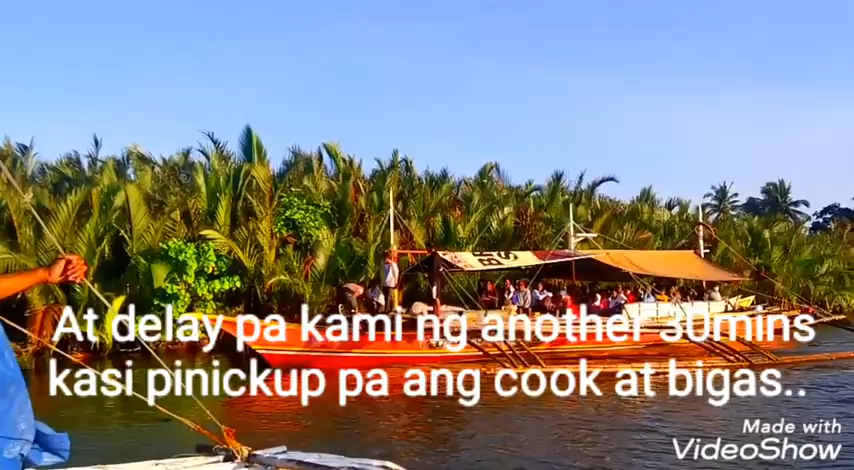 At delay pa kami ng another 30mins
kasi pinickup pa ang cook at bigas..
Made with
VideoShow